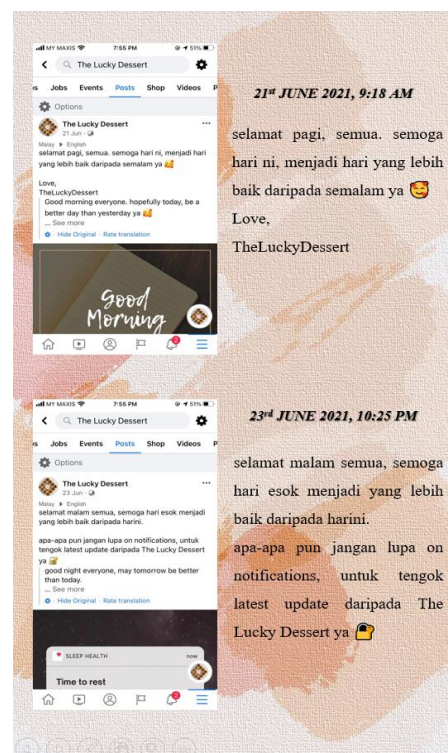 MY MAXIS 7:55 PM 51%
The Lucky Dessert
s Jobs Events Posts Shop Videos P
Options
The Lucky Dessert
21 Jun
Malay ▸ English
selamat pagi, semua. semoga hari ni, menjadi hari
yang lebih baik daripada semalam ya 🥰
Love,
TheLuckyDessert
Good morning everyone. hopefully today, be a
better day than yesterday ya 🥰
... See more
Hide Original · Rate translation
Good
Morning
2
21st JUNE 2021, 9:18 AM
selamat pagi, semua. semoga
hari ni, menjadi hari yang lebih
baik daripada semalam ya 🥰
Love,
TheLuckyDessert
MY MAXIS 7:55 PM 51%
The Lucky Dessert
s Jobs Events Posts Shop Videos P
Options
The Lucky Dessert
23 Jun
Malay ▸ English
selamat malam semua, semoga hari esok menjadi
yang lebih baik daripada harini.
apa-apa pun jangan lupa on notifications, untuk
tengok latest update daripada The Lucky Dessert
ya 🔐
good night everyone, may tomorrow be better
than today.
... See more
Hide Original · Rate translation
SLEEP HEALTH now
Time to rest
2
23rd JUNE 2021, 10:25 PM
selamat malam semua, semoga
hari esok menjadi yang lebih
baik daripada harini.
apa-apa pun jangan lupa on
notifications, untuk tengok
latest update daripada The
Lucky Dessert ya 🔐